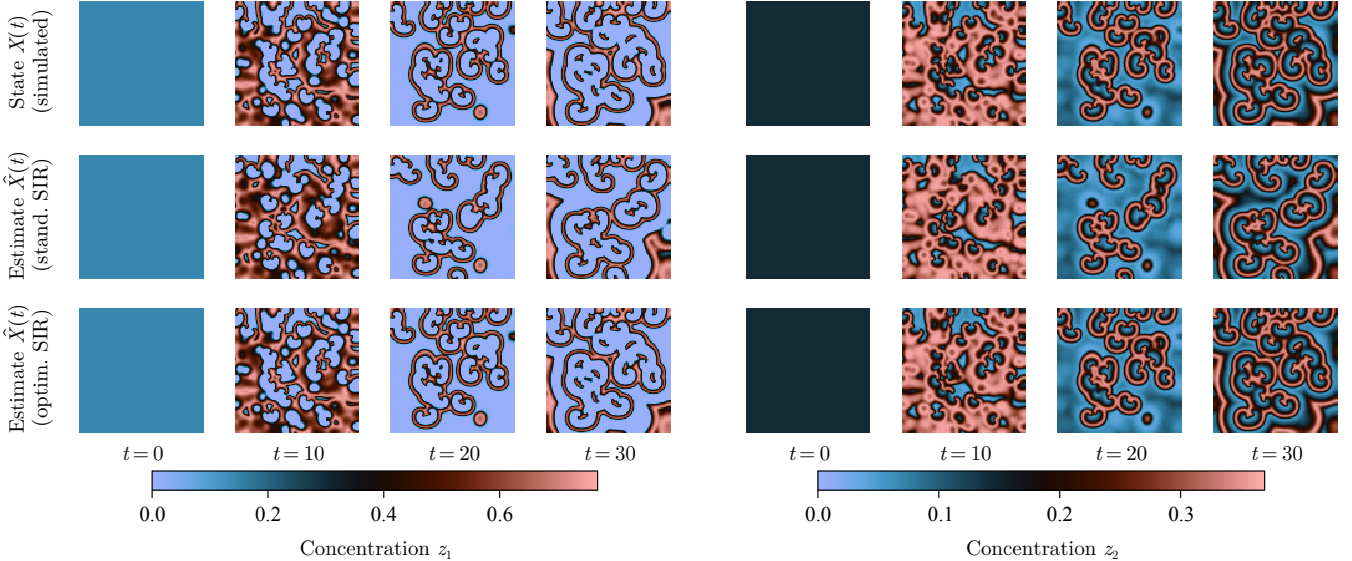 State X(t)
(simulated)
Estimate X̂(t)
(stand. SIR)
Estimate X̂(t)
(optim. SIR)
t = 0 t = 10 t = 20 t = 30
t = 0 t = 10 t = 20 t = 30
0.0 0.2 0.4 0.6
0.0 0.1 0.2 0.3
Concentration z₁
Concentration z₂